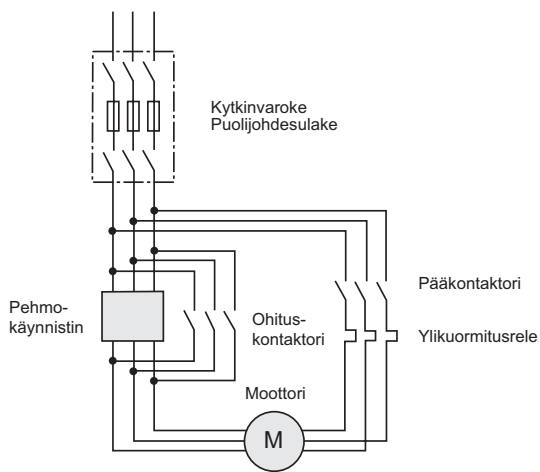 Kytkinvaroke
Puolijohdesulake
Pehmo-
käynnistin
Ohitus-
kontaktori
Pääkontaktori
Ylikuormitusrele
Moottori
M